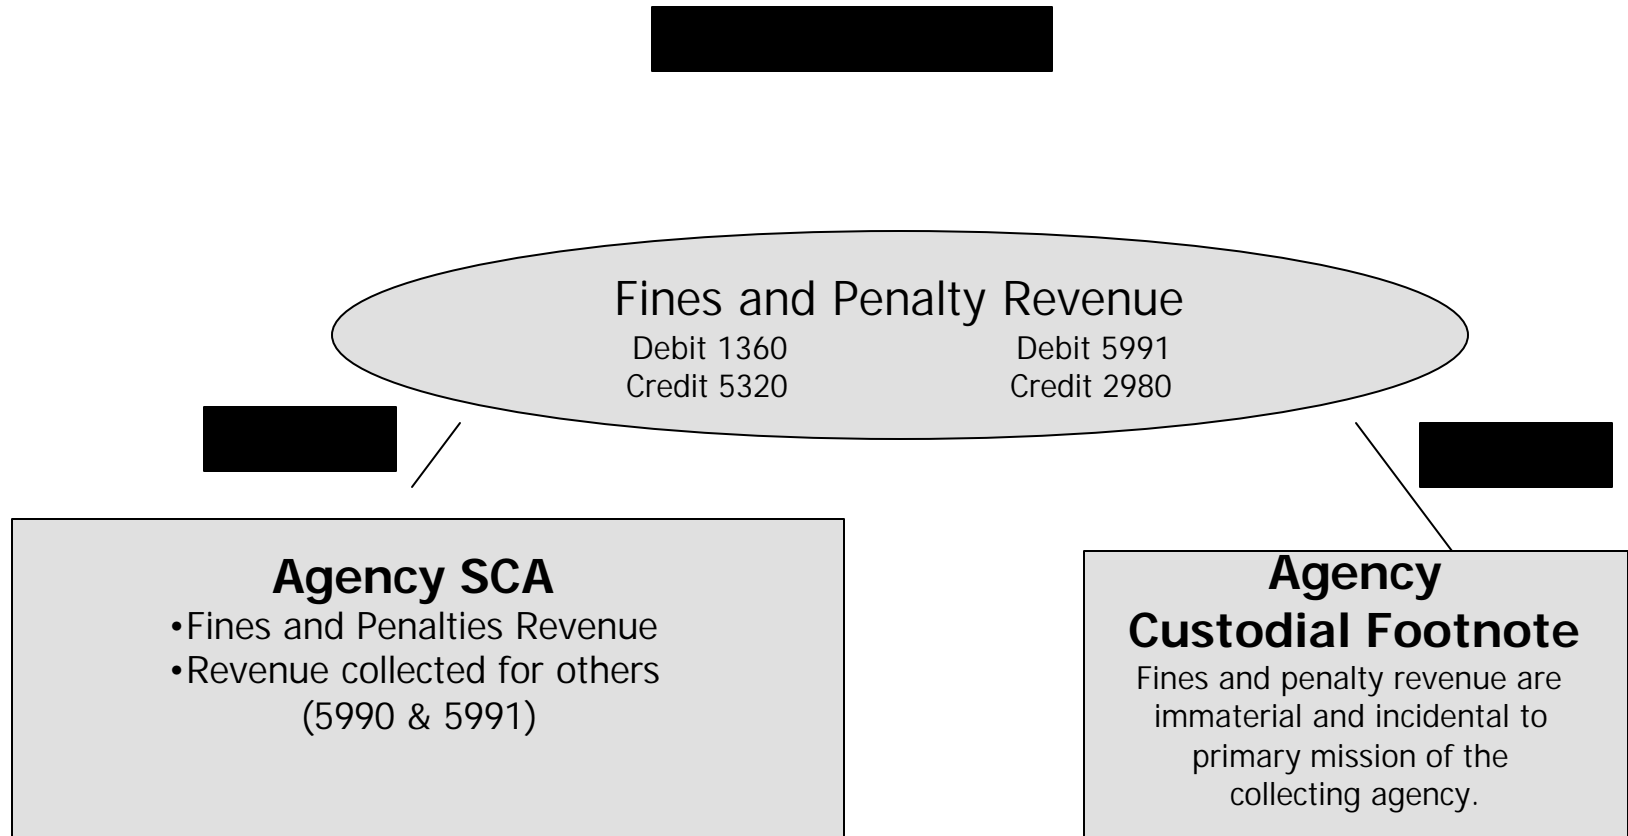 Fines and Penalty Revenue
Debit 1360 Debit 5991
Credit 5320 Credit 2980
Agency SCA
•Fines and Penalties Revenue
•Revenue collected for others
(5990 & 5991)
Agency
Custodial Footnote
Fines and penalty revenue are
immaterial and incidental to
primary mission of the
collecting agency.